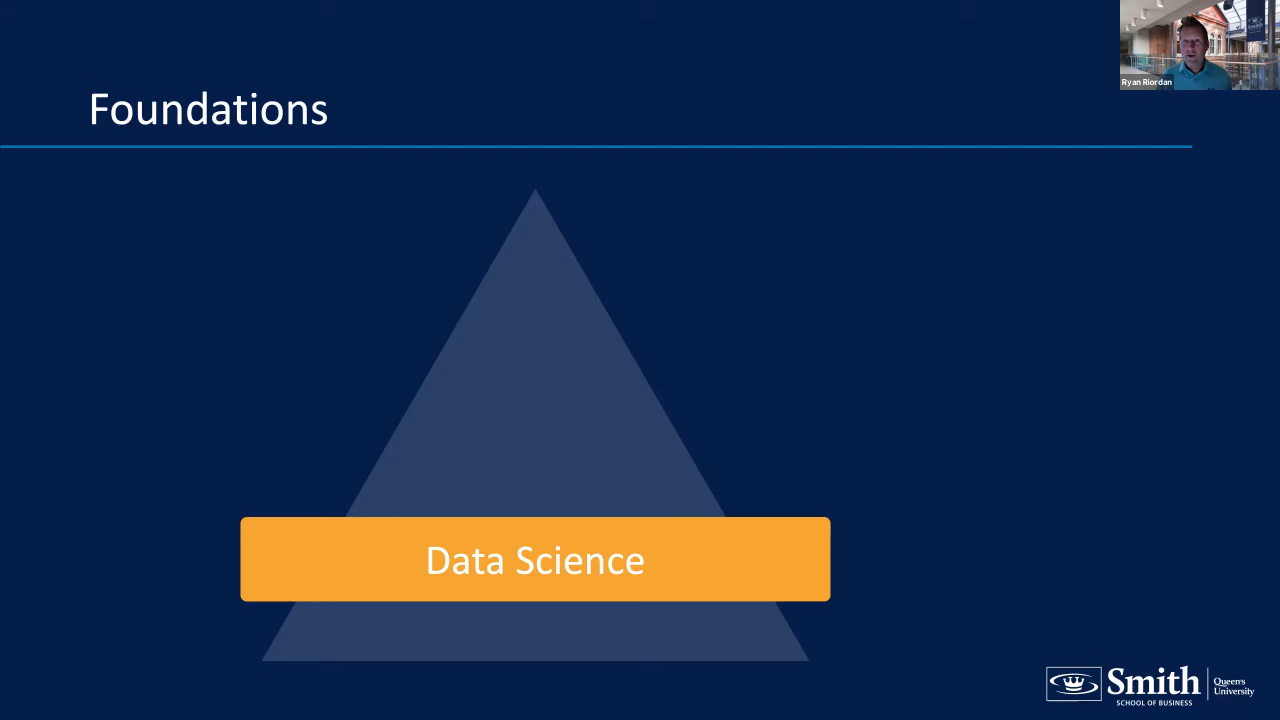 Ryan Riordan
Foundations
Data Science
Smith
SCHOOL OF BUSINESS
Queen's
University